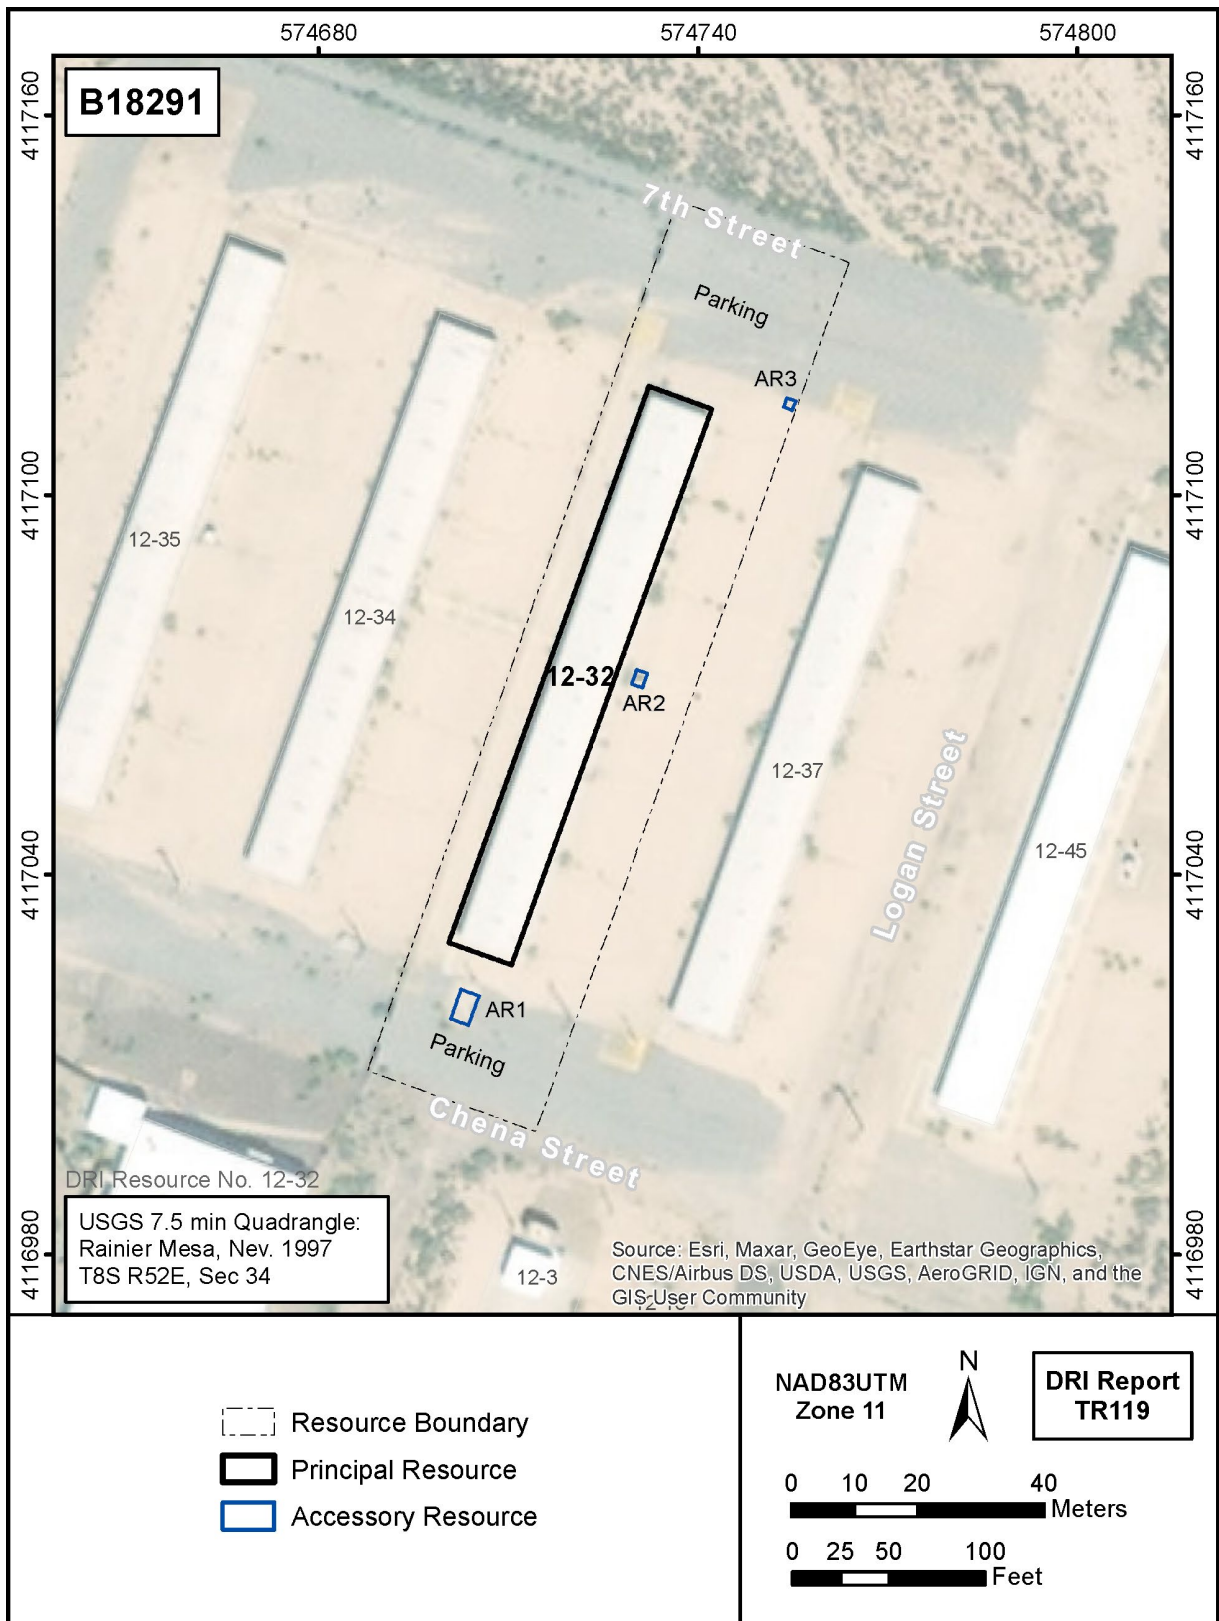 574680
574740
574800
4117160
4117160
B18291
7th Street
Parking
AR3
4117100
4117100
12-35
12-34
12-32
AR2
12-37
Logan Street
12-45
4117040
4117040
AR1
Parking
Chena Street
DRI Resource No. 12-32
USGS 7.5 min Quadrangle:
Rainier Mesa, Nev. 1997
T8S R52E, Sec 34
12-3
4116980
4116980
Source: Esri, Maxar, GeoEye, Earthstar Geographics,
CNES/Airbus DS, USDA, USGS, AeroGRID, IGN, and the
GIS User Community
Resource Boundary
Principal Resource
Accessory Resource
NAD83UTM
Zone 11
N
DRI Report
TR119
0 10 20 40
Meters
0 25 50 100
Feet